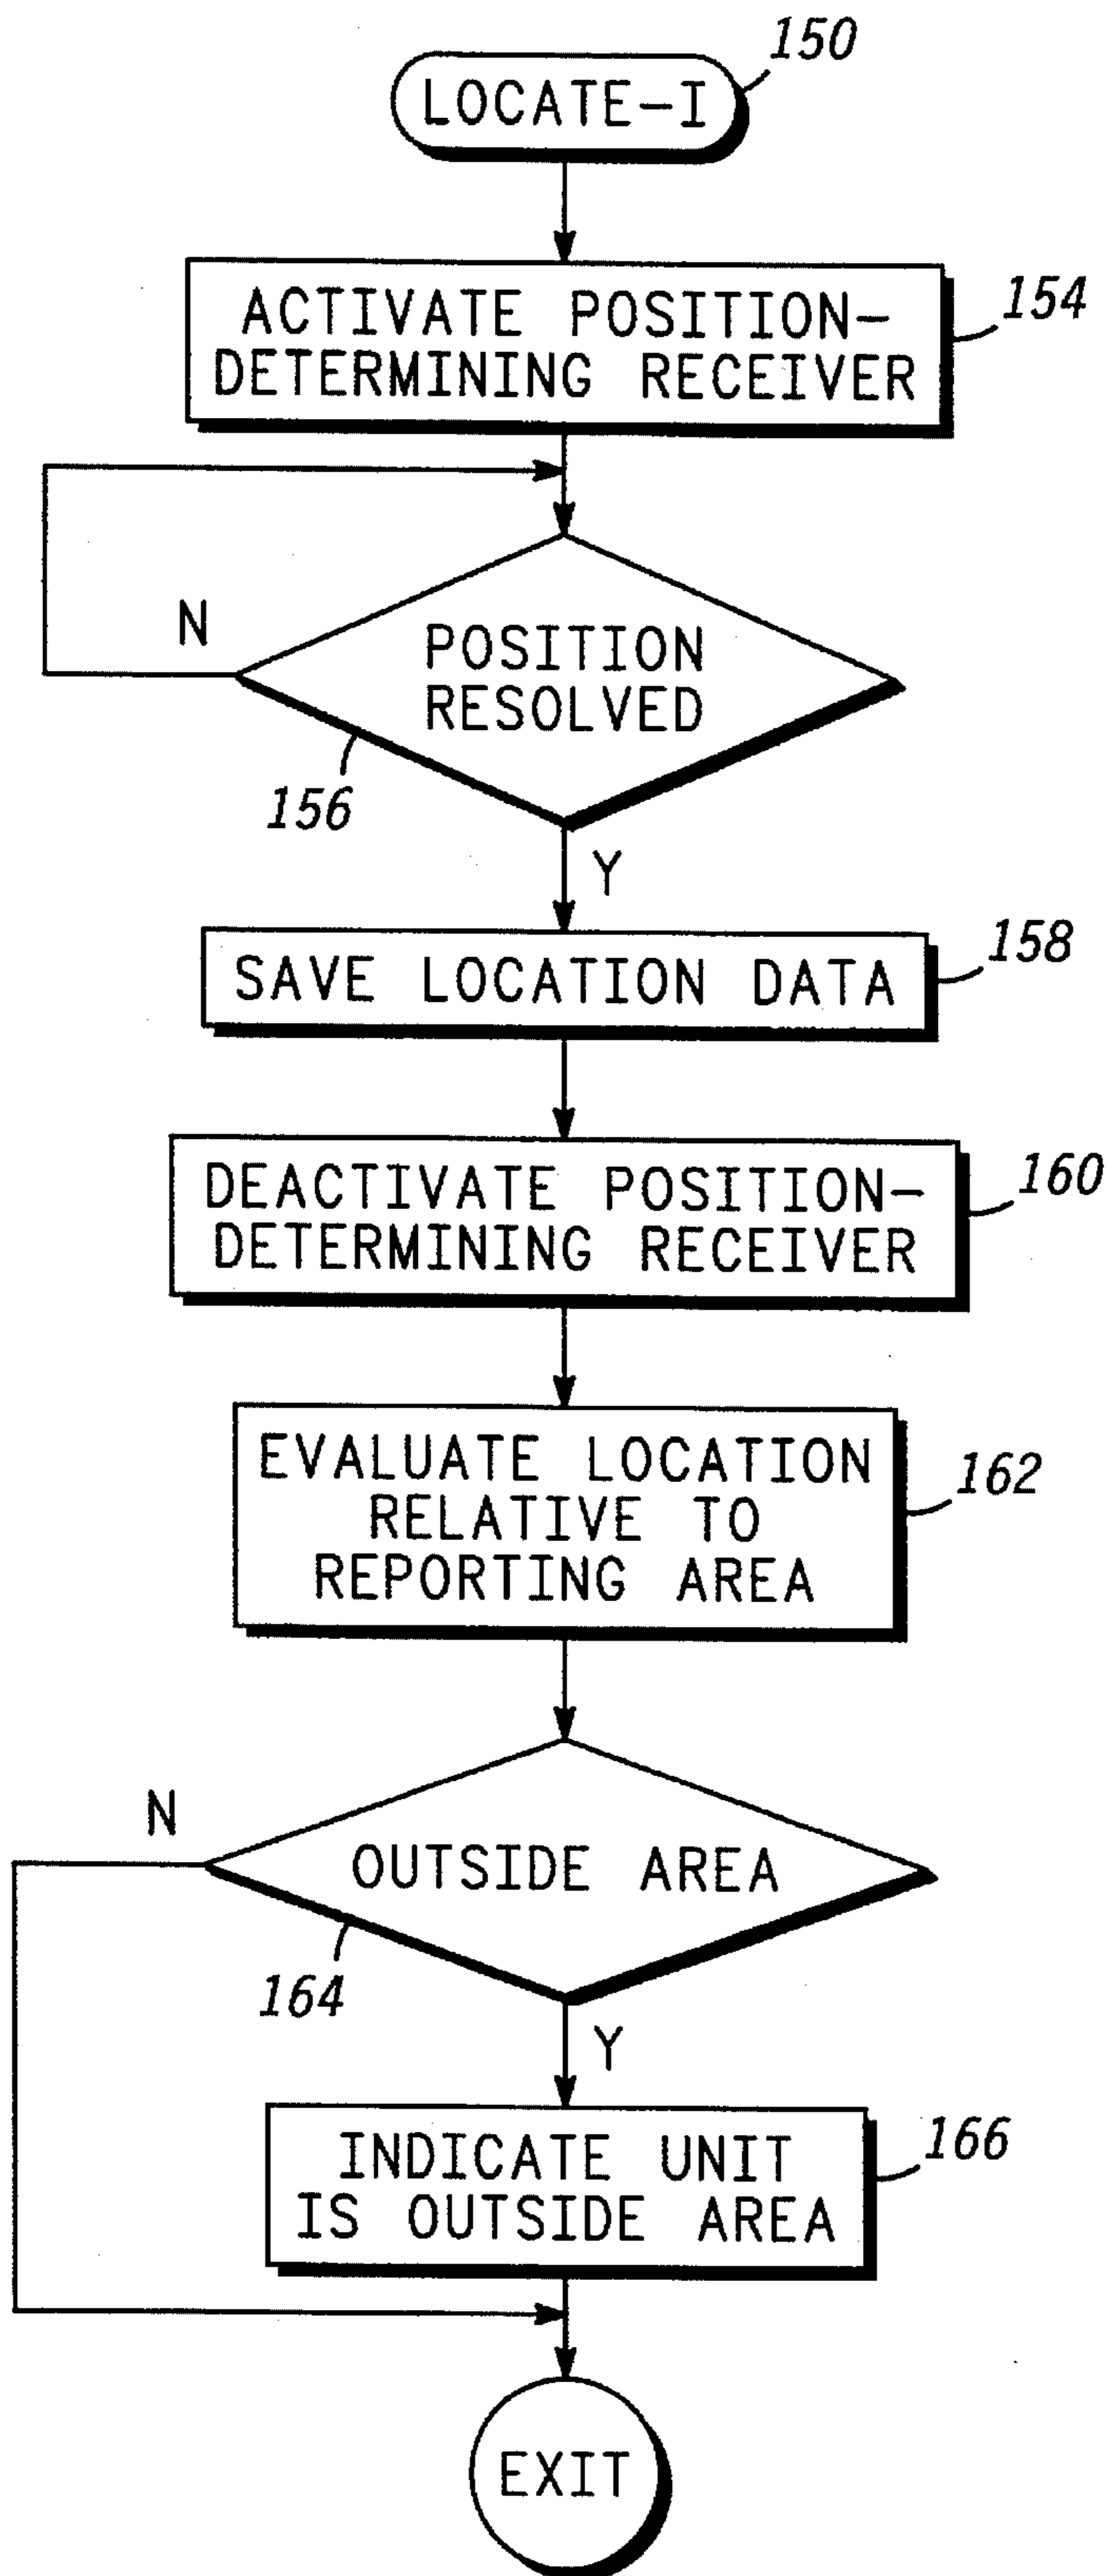 150
LOCATE-I
154
ACTIVATE POSITION-
DETERMINING RECEIVER
N
POSITION
RESOLVED
156
Y
158
SAVE LOCATION DATA
160
DEACTIVATE POSITION-
DETERMINING RECEIVER
162
EVALUATE LOCATION
RELATIVE TO
REPORTING AREA
N
OUTSIDE AREA
164
Y
166
INDICATE UNIT
IS OUTSIDE AREA
EXIT